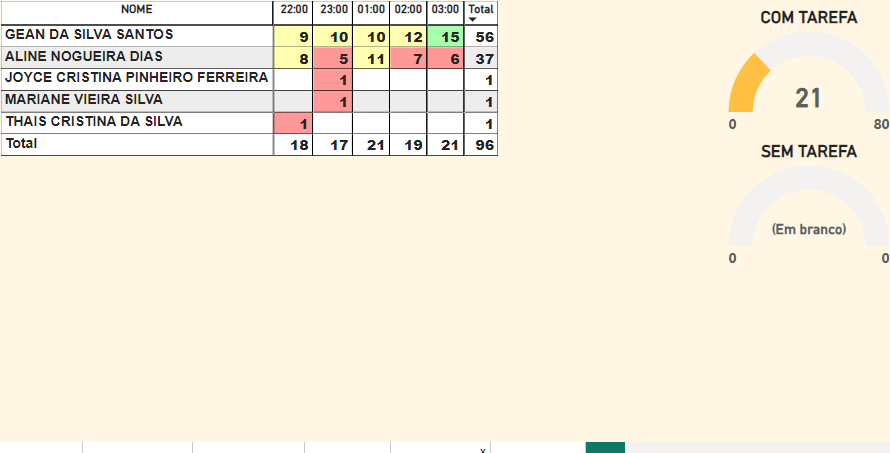 NOME 22:00 23:00 01:00 02:00 03:00 Total
GEAN DA SILVA SANTOS 9 10 10 12 15 56
ALINE NOGUEIRA DIAS 8 5 11 7 6 37
JOYCE CRISTINA PINHEIRO FERREIRA 1 1
MARIANE VIEIRA SILVA 1 1
THAIS CRISTINA DA SILVA 1 1
Total 18 17 21 19 21 96
COM TAREFA
21
0 80
SEM TAREFA
(Em branco)
0 0
x